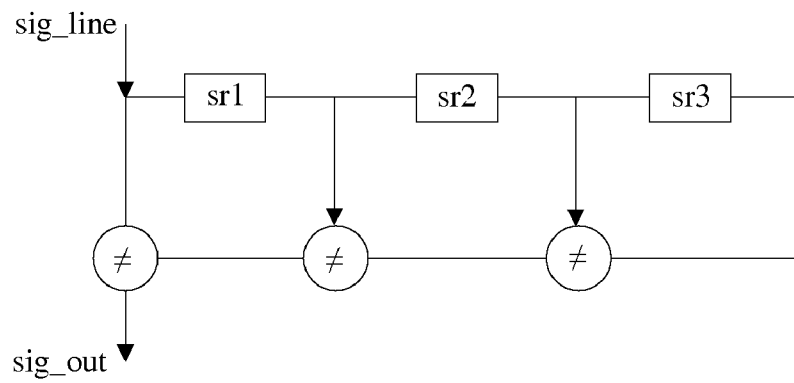 sig_line
sr1
sr2
sr3
≠
≠
≠
sig_out